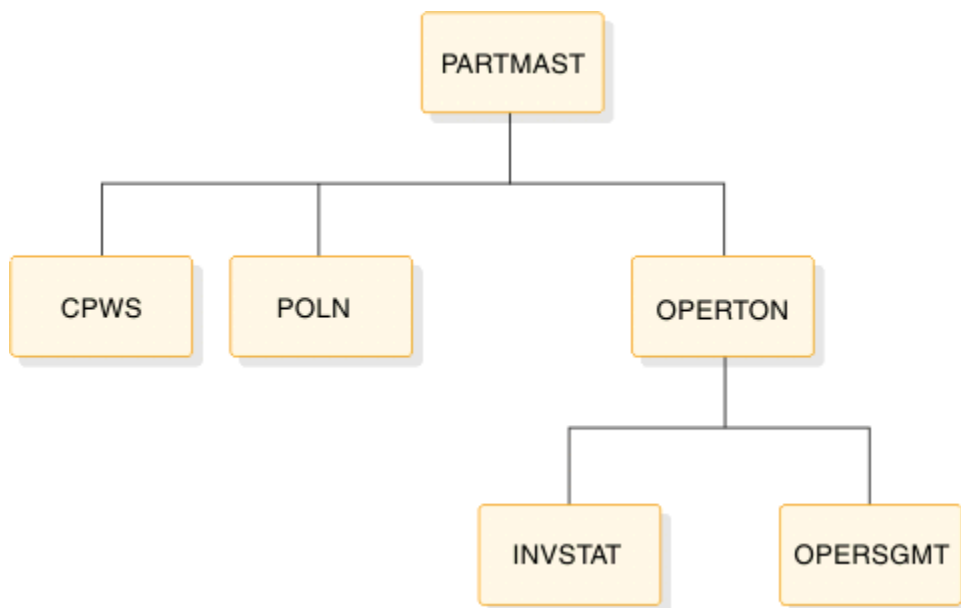 PARTMAST
CPWS
POLN
OPERTON
INVSTAT
OPERSGMT